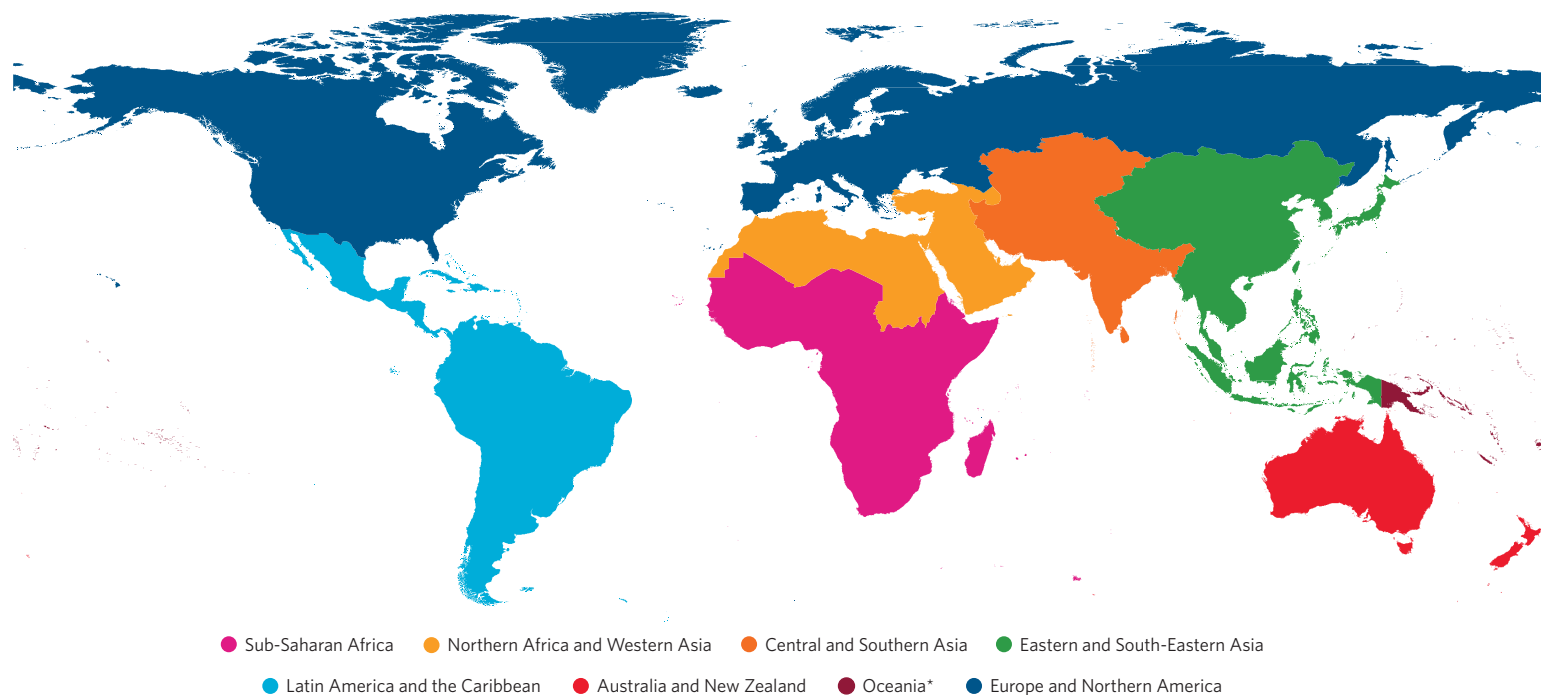 Sub-Saharan Africa Northern Africa and Western Asia Central and Southern Asia Eastern and South-Eastern Asia
Latin America and the Caribbean Australia and New Zealand Oceania* Europe and Northern America